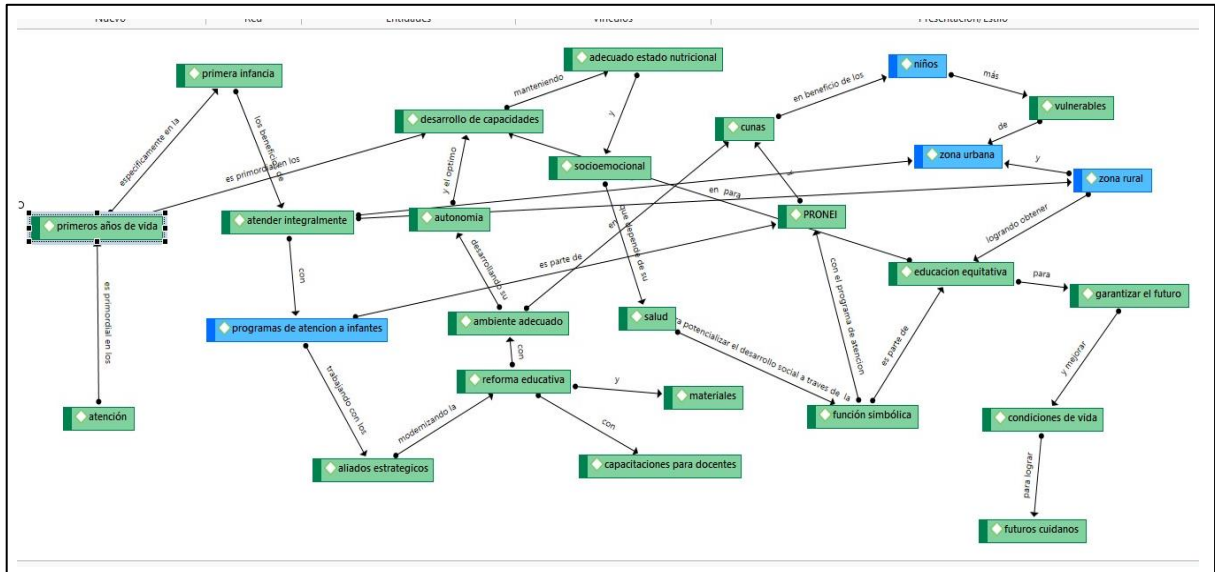 Nuevo Red Entidades Vínculos Presentación/Estilo
adecuado estado nutricional
niños
primera infancia
manteniendo
en beneficio de los
más
vulnerables
desarrollo de capacidades
y
cunas
de
especificamente en la
los beneficio de
zona urbana
es primordial en los
socioemocional
y
y
zona rural
y el optimo
en para
primeros años de vida
atender integralmente
autonomía
en
PRONEI
que depende de su
logrando obtener
con
desarrollando su
es parte de
educacion equitativa
para
garantizar el futuro
es primordial en los
programas de atencion a infantes
ambiente adecuado
salud
con el programa de atencion
potencializar el desarrollo social a traves de la
es parte de
y mejorar
con
reforma educativa
y
materiales
trabajando con los
modernizando la
atención
función simbólica
condiciones de vida
con
aliados estrategicos
capacitaciones para docentes
para lograr
futuros cuidanos